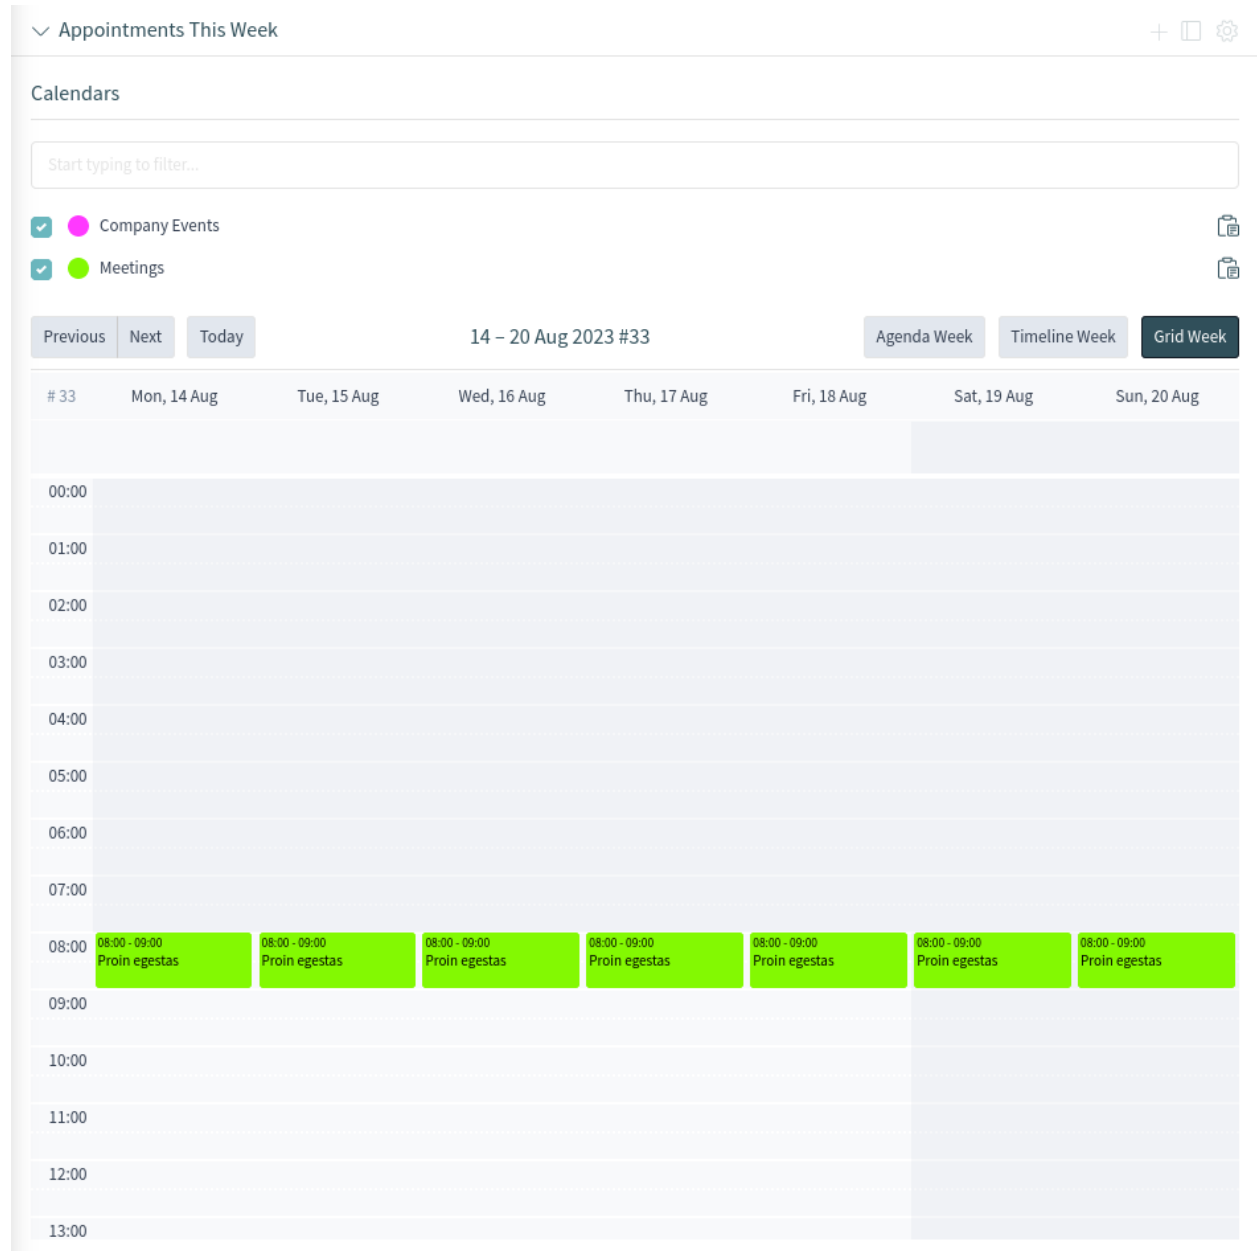 Appointments This Week
Calendars
Start typing to filter...
Company Events
Meetings
Previous Next Today 14 – 20 Aug 2023 #33 Agenda Week Timeline Week Grid Week
# 33 Mon, 14 Aug Tue, 15 Aug Wed, 16 Aug Thu, 17 Aug Fri, 18 Aug Sat, 19 Aug Sun, 20 Aug
00:00
01:00
02:00
03:00
04:00
05:00
06:00
07:00
08:00 08:00 - 09:00 08:00 - 09:00 08:00 - 09:00 08:00 - 09:00 08:00 - 09:00 08:00 - 09:00 08:00 - 09:00
Proin egestas Proin egestas Proin egestas Proin egestas Proin egestas Proin egestas Proin egestas
09:00
10:00
11:00
12:00
13:00